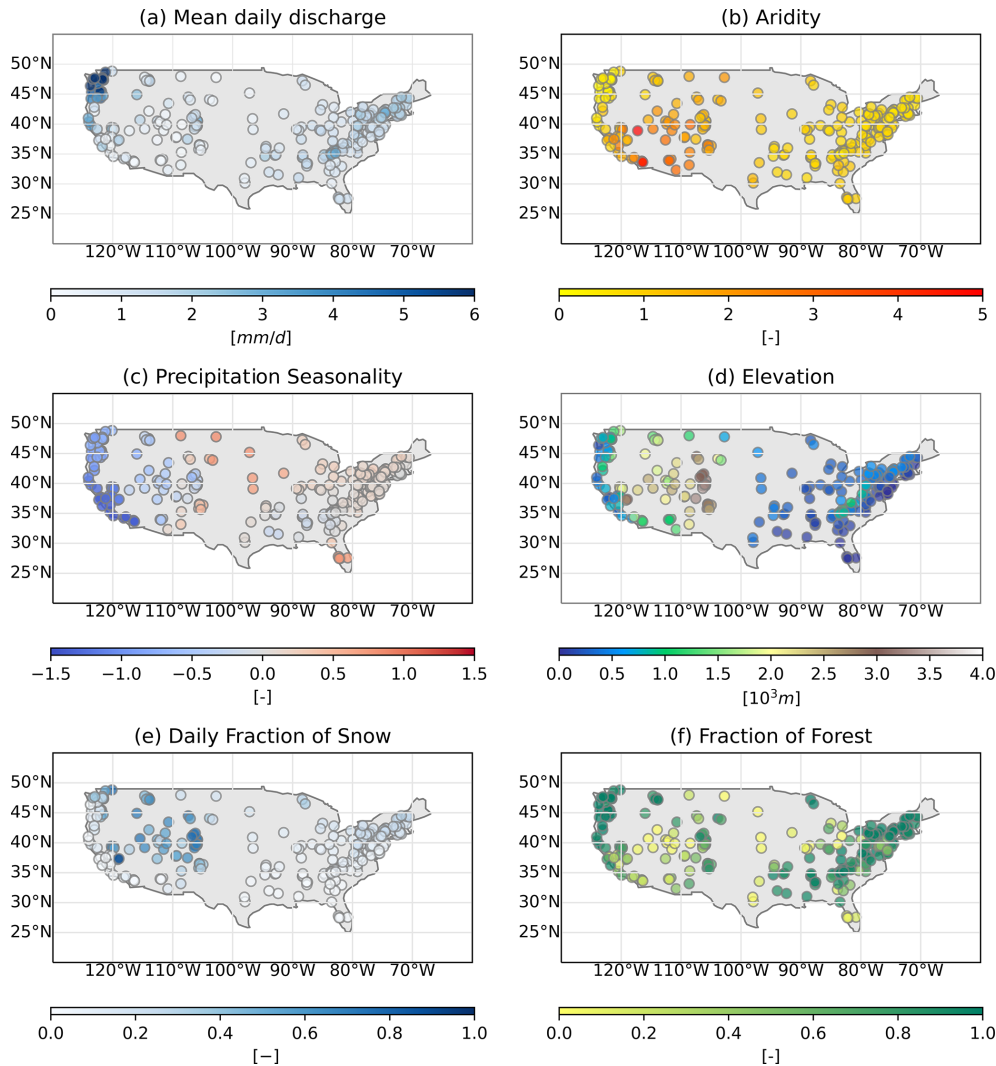 (a) Mean daily discharge
50°N
45°N
40°N
35°N
30°N
25°N
120°W 110°W 100°W 90°W 80°W 70°W
0 1 2 3 4 5 6
[mm/d]
(b) Aridity
50°N
45°N
40°N
35°N
30°N
25°N
120°W 110°W 100°W 90°W 80°W 70°W
0 1 2 3 4 5
[-]
(c) Precipitation Seasonality
50°N
45°N
40°N
35°N
30°N
25°N
120°W 110°W 100°W 90°W 80°W 70°W
−1.5 −1.0 −0.5 0.0 0.5 1.0 1.5
[-]
(d) Elevation
50°N
45°N
40°N
35°N
30°N
25°N
120°W 110°W 100°W 90°W 80°W 70°W
0.0 0.5 1.0 1.5 2.0 2.5 3.0 3.5 4.0
[10³m]
(e) Daily Fraction of Snow
50°N
45°N
40°N
35°N
30°N
25°N
120°W 110°W 100°W 90°W 80°W 70°W
0.0 0.2 0.4 0.6 0.8 1.0
[−]
(f) Fraction of Forest
50°N
45°N
40°N
35°N
30°N
25°N
120°W 110°W 100°W 90°W 80°W 70°W
0.0 0.2 0.4 0.6 0.8 1.0
[-]